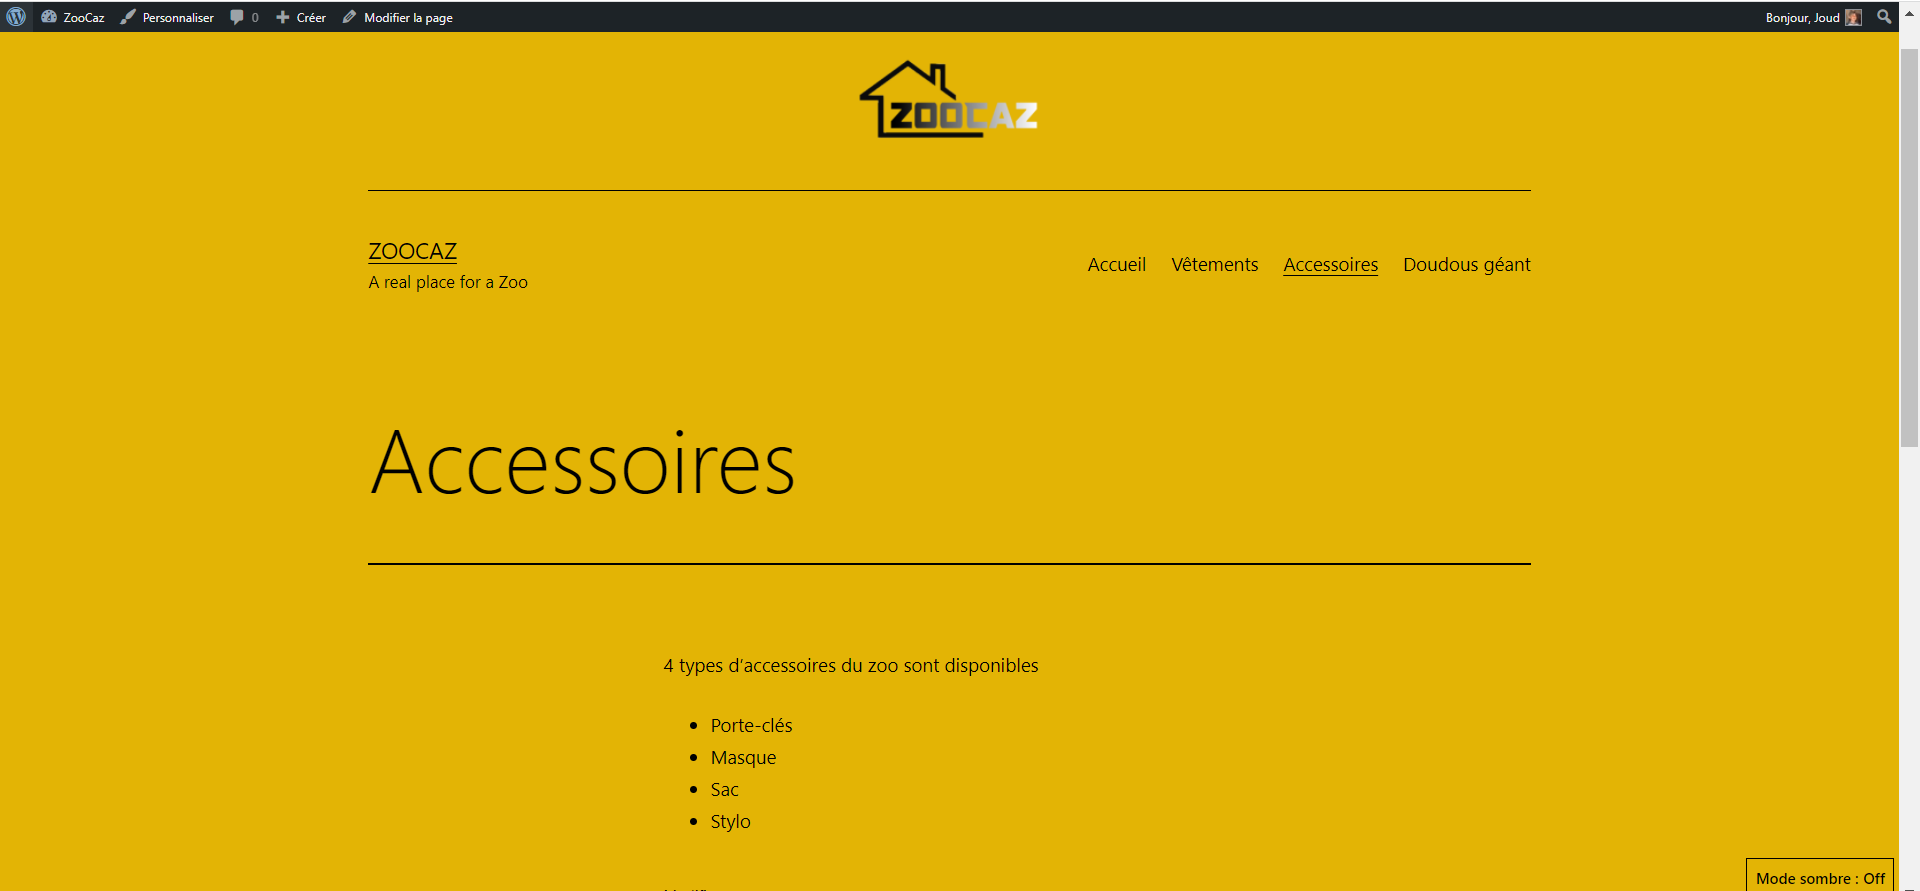 ZooCaz Personnaliser 0 Créer Modifier la page Bonjour, Joud
ZOOCAZ
ZOOCAZ
A real place for a Zoo
Accueil Vêtements Accessoires Doudous géant
Accessoires
4 types d’accessoires du zoo sont disponibles
Porte-clés
Masque
Sac
Stylo
Mode sombre : Off